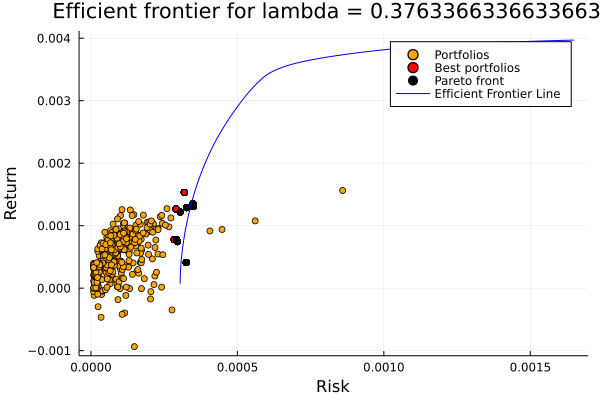 Efficient frontier for lambda = 0.3763366336633663
0.004
0.003
0.002
0.001
0.000
−0.001
Return
Portfolios
Best portfolios
Pareto front
Efficient Frontier Line
0.0000
0.0005
0.0010
0.0015
Risk